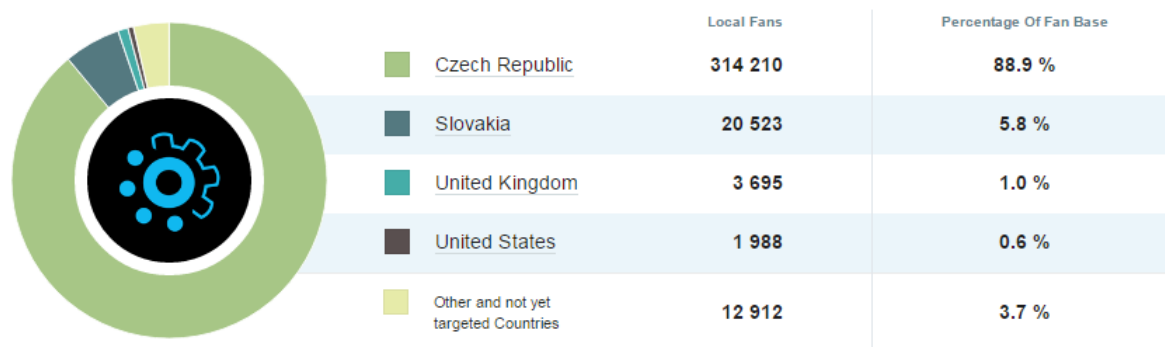 Local Fans Percentage Of Fan Base
Czech Republic 314 210 88.9 %
Slovakia 20 523 5.8 %
United Kingdom 3 695 1.0 %
United States 1 988 0.6 %
Other and not yet
targeted Countries 12 912 3.7 %